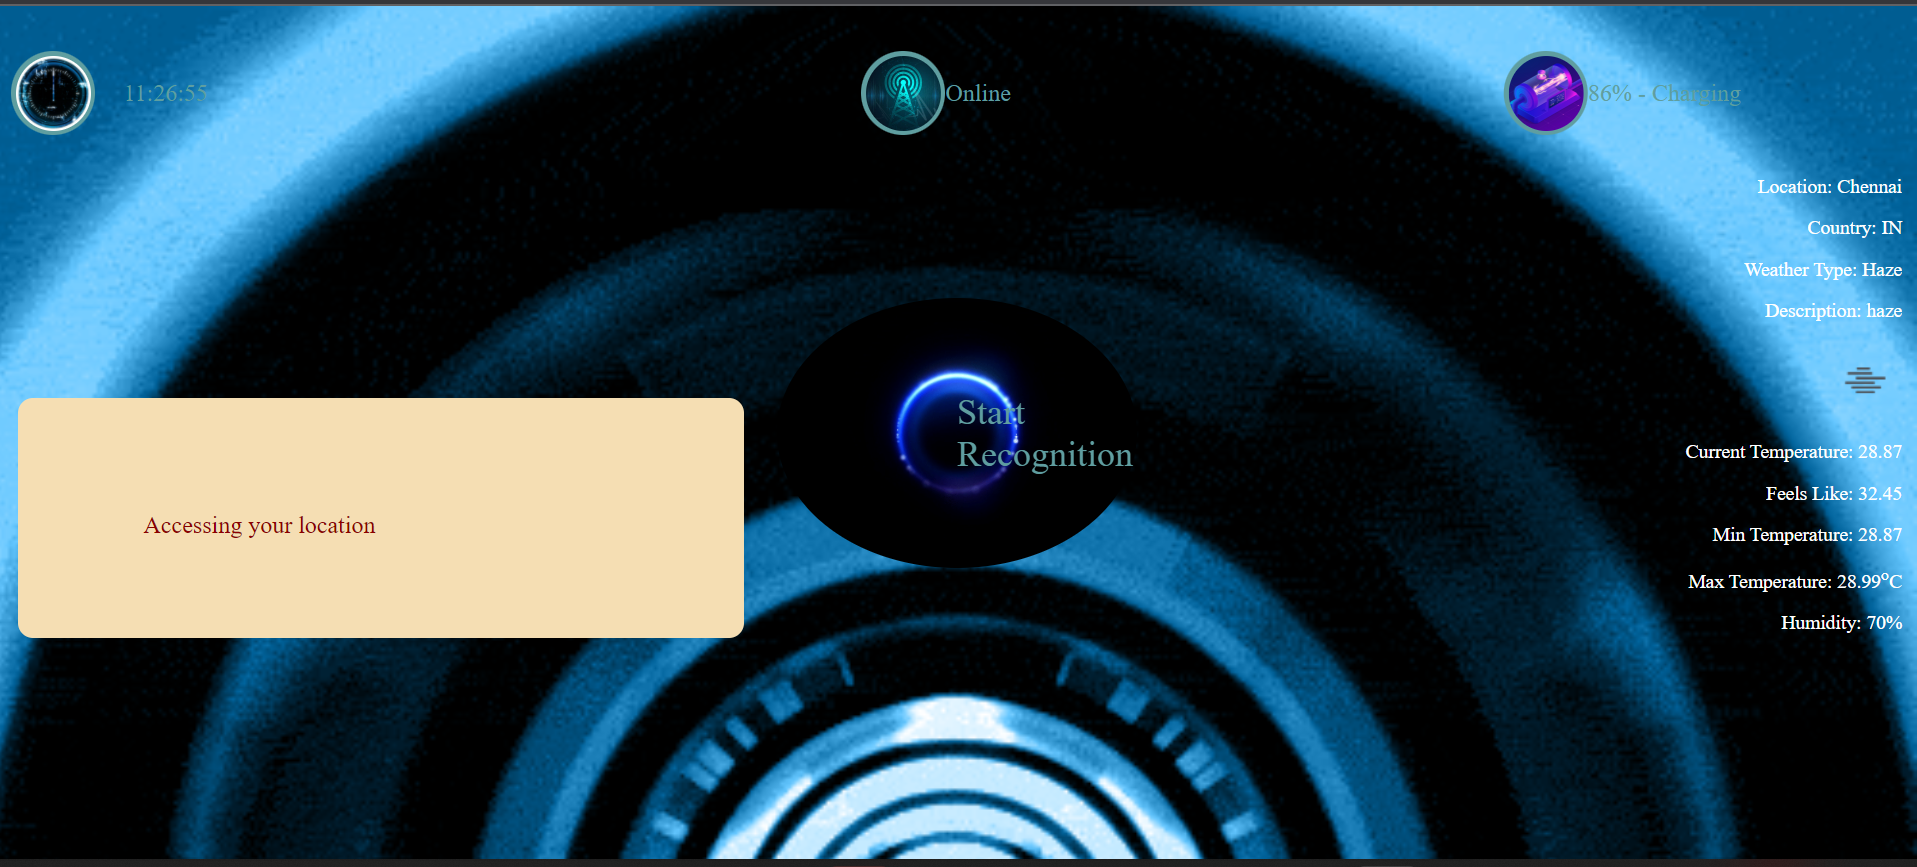 11:26:55
Online
86% - Charging
Location: Chennai
Country: IN
Weather Type: Haze
Description: haze
Start
Recognition
Accessing your location
Current Temperature: 28.87
Feels Like: 32.45
Min Temperature: 28.87
Max Temperature: 28.99°C
Humidity: 70%